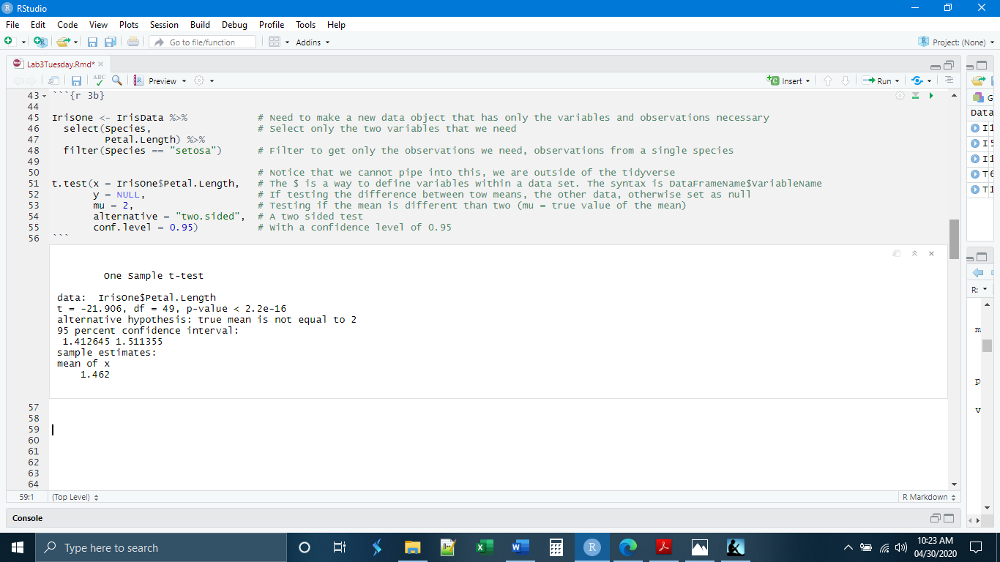 RStudio
File Edit Code View Plots Session Build Debug Profile Tools Help
Go to file/function Addins Project: (None)
Lab3Tuesday.Rmd*
ABC Preview Insert Run
43 ```{r 3b}
44
45 IrisOne <- IrisData %>% # Need to make a new data object that has only the variables and observations necessary
46 select(Species, # Select only the two variables that we need
47 Petal.Length) %>%
48 filter(Species == "setosa") # Filter to get only the observations we need, observations from a single species
49
50 # Notice that we cannot pipe into this, we are outside of the tidyverse
51 t.test(x = IrisOne$Petal.Length, # The $ is a way to define variables within a data set. The syntax is DataFrameName$VariableName
52 y = NULL, # If testing the difference between tow means, the other data, otherwise set as null
53 mu = 2, # Testing if the mean is different than two (mu = true value of the mean)
54 alternative = "two.sided", # A two sided test
55 conf.level = 0.95) # With a confidence level of 0.95
56 ```
One Sample t-test
data: IrisOne$Petal.Length
t = -21.906, df = 49, p-value < 2.2e-16
alternative hypothesis: true mean is not equal to 2
95 percent confidence interval:
1.412645 1.511355
sample estimates:
mean of x
1.462
57
58
59
60
61
62
63
64
59:1 (Top Level) R Markdown
Console
G
Data
I 1
I 5
I 1
T 6
T 1
R:
m
p
v
Type here to search
10:23 AM
04/30/2020